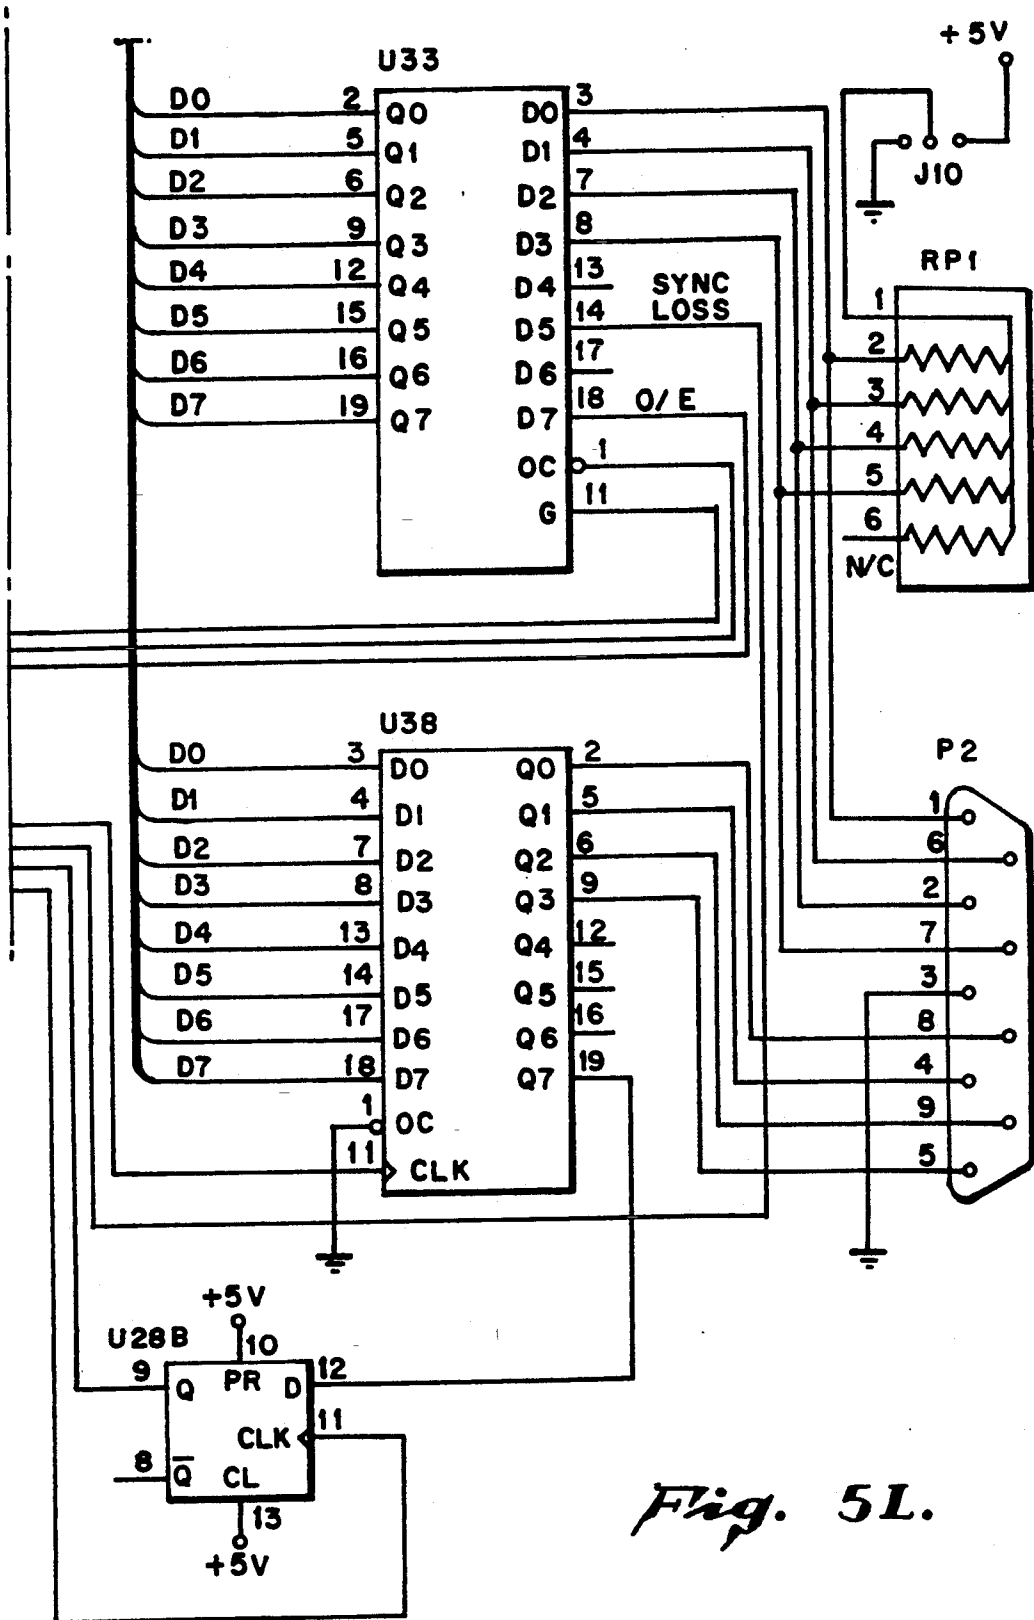 +5V
U33
D0 2 Q0 D0 3
D1 5 Q1 D1 4
D2 6 Q2 D2 7
J10
D3 9 Q3 D3 8
RP1
D4 12 Q4 D4 13
SYNC
LOSS
D5 15 Q5 D5 14
1
D6 16 Q6 D6 17
2
D7 19 Q7 D7 18 O/E
3
OC 1
4
G 11
5
6
N/C
U38
P2
D0 3 D0 Q0 2
D1 4 D1 Q1 5
1
D2 7 D2 Q2 6
6
D3 8 D3 Q3 9
2
D4 13 D4 Q4 12
7
D5 14 D5 Q5 15
3
D6 17 D6 Q6 16
8
D7 18 D7 Q7 19
4
1 OC
9
11 CLK
5
+5V
U28B
10
9 Q PR D 12
CLK 11
8 Q̅ CL
13
+5V
Fig. 5L.